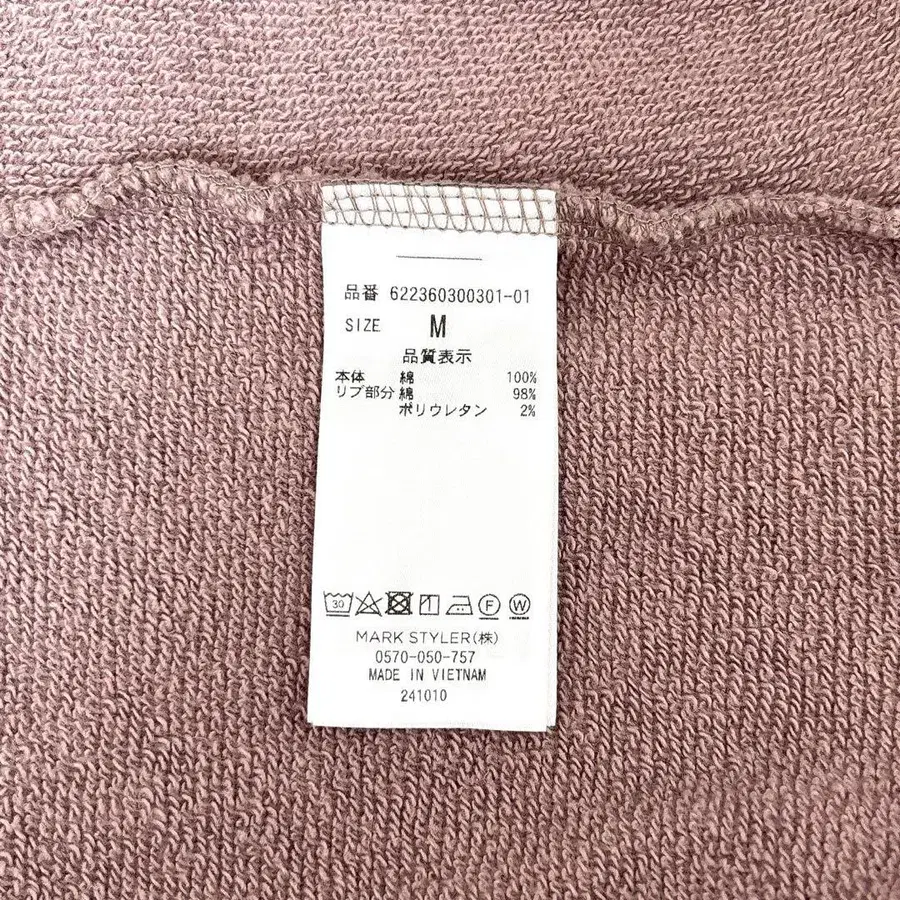 品番 622360300301-01
SIZE M
品質表示
本体 綿 100%
リブ部分 綿 98%
ポリウレタン 2%
30 F W
MARK STYLER(株)
0570-050-757
MADE IN VIETNAM
241010